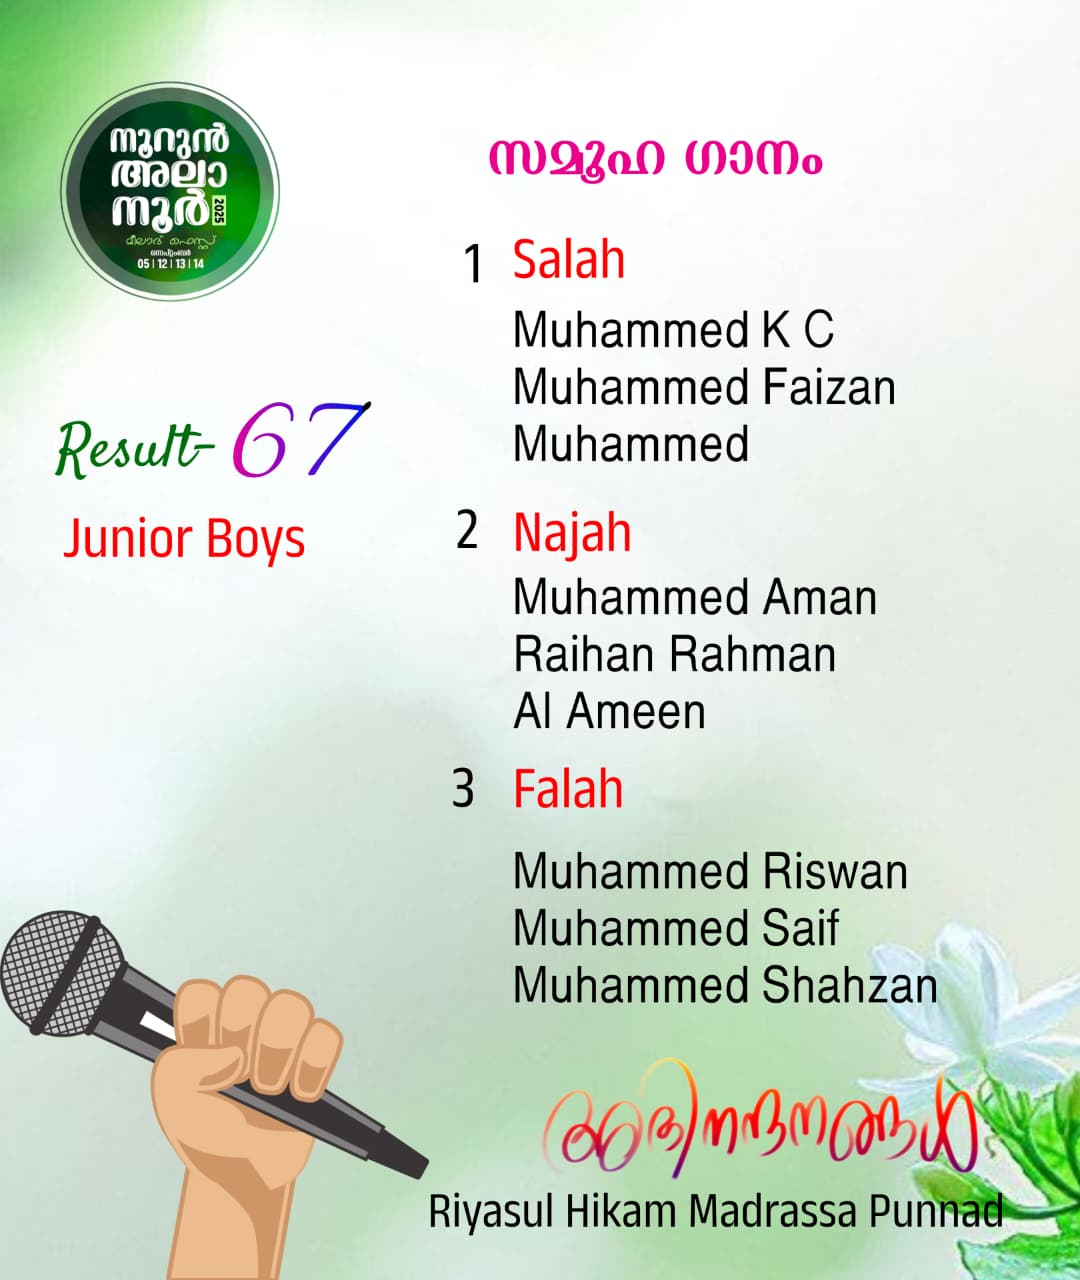 നൂറുൻ
അലാ
നൂർ 2025
മീലാദ് ഫെസ്റ്റ്
സെപ്റ്റംബർ
05 | 12 | 13 | 14
സമൂഹ ഗാനം
Result- 67
Junior Boys
1 Salah
Muhammed K C
Muhammed Faizan
Muhammed
2 Najah
Muhammed Aman
Raihan Rahman
Al Ameen
3 Falah
Muhammed Riswan
Muhammed Saif
Muhammed Shahzan
അഭിനന്ദനങ്ങൾ
Riyasul Hikam Madrassa Punnad